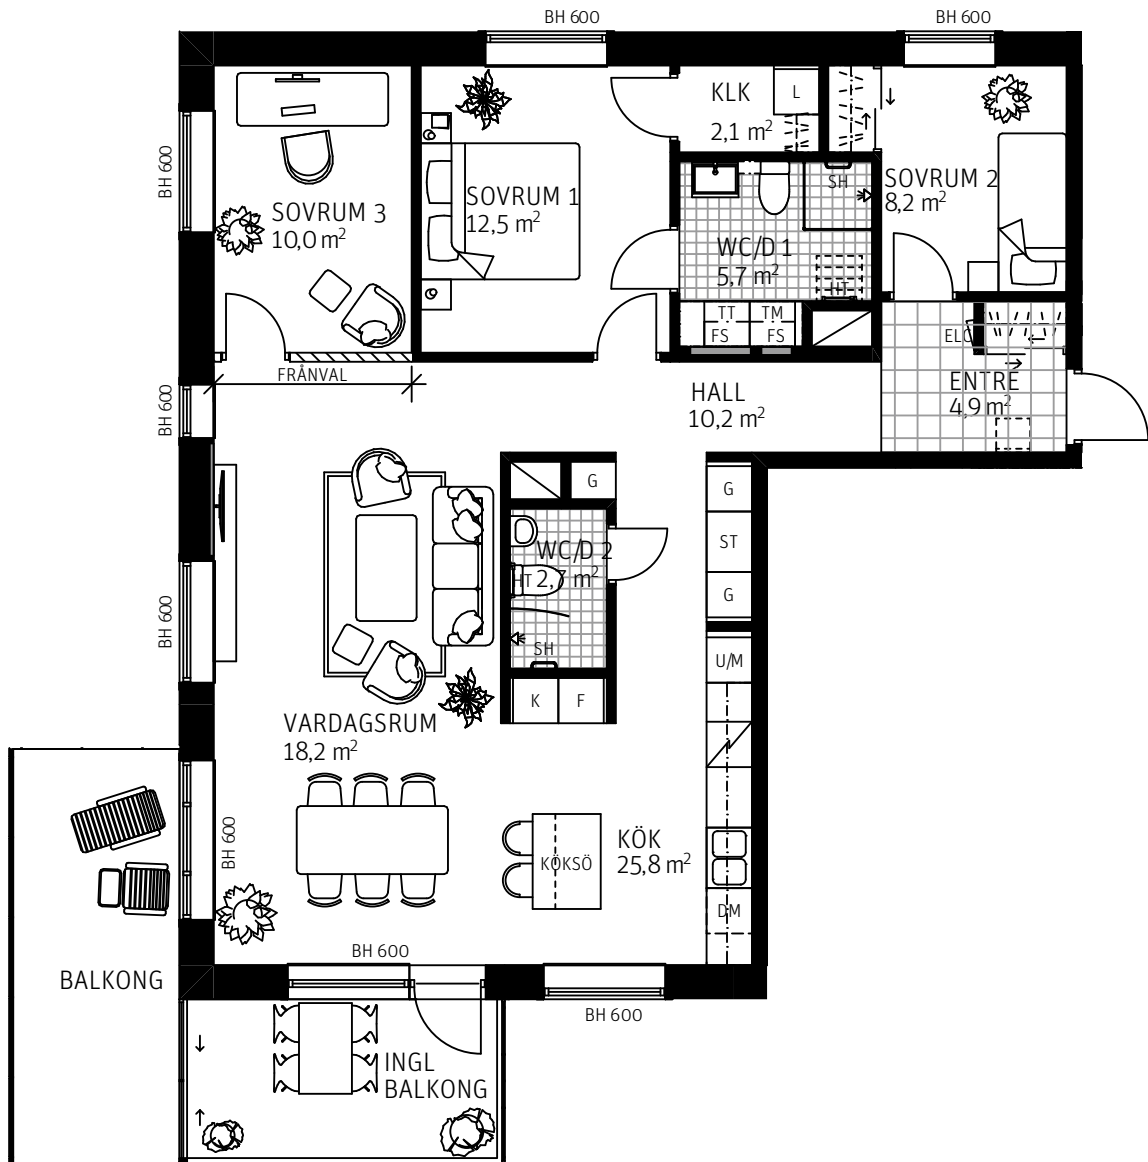 BH 600
BH 600
KLK
2,1 m²
L
BH 600
SOVRUM 3
10,0 m²
SOVRUM 1
12,5 m²
SH
SOVRUM 2
8,2 m²
WC/D 1
5,7 m²
HT
TT
FS
TM
FS
ELC
FRÅNVAL
ENTRE
4,9 m²
HALL
10,2 m²
BH 600
G
G
ST
G
WC/D 2
2,7 m²
HT
SH
BH 600
U/M
K
F
VARDAGSRUM
18,2 m²
BH 600
KÖK
25,8 m²
KÖKSÖ
DM
BH 600
BALKONG
BH 600
INGL
BALKONG